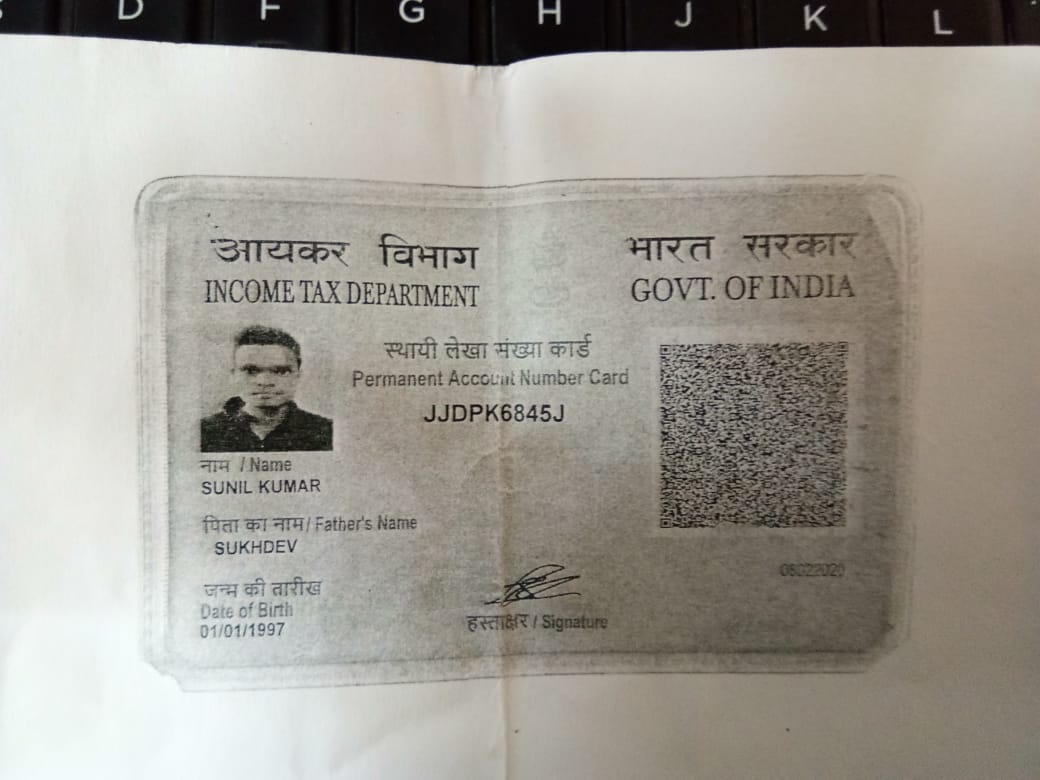 D F G H J K L
आयकर विभाग
INCOME TAX DEPARTMENT
भारत सरकार
GOVT. OF INDIA
स्थायी लेखा संख्या कार्ड
Permanent Account Number Card
JJDPK6845J
नाम / Name
SUNIL KUMAR
पिता का नाम/ Father's Name
SUKHDEV
जन्म की तारीख
Date of Birth
01/01/1997
हस्ताक्षर / Signature
08022020